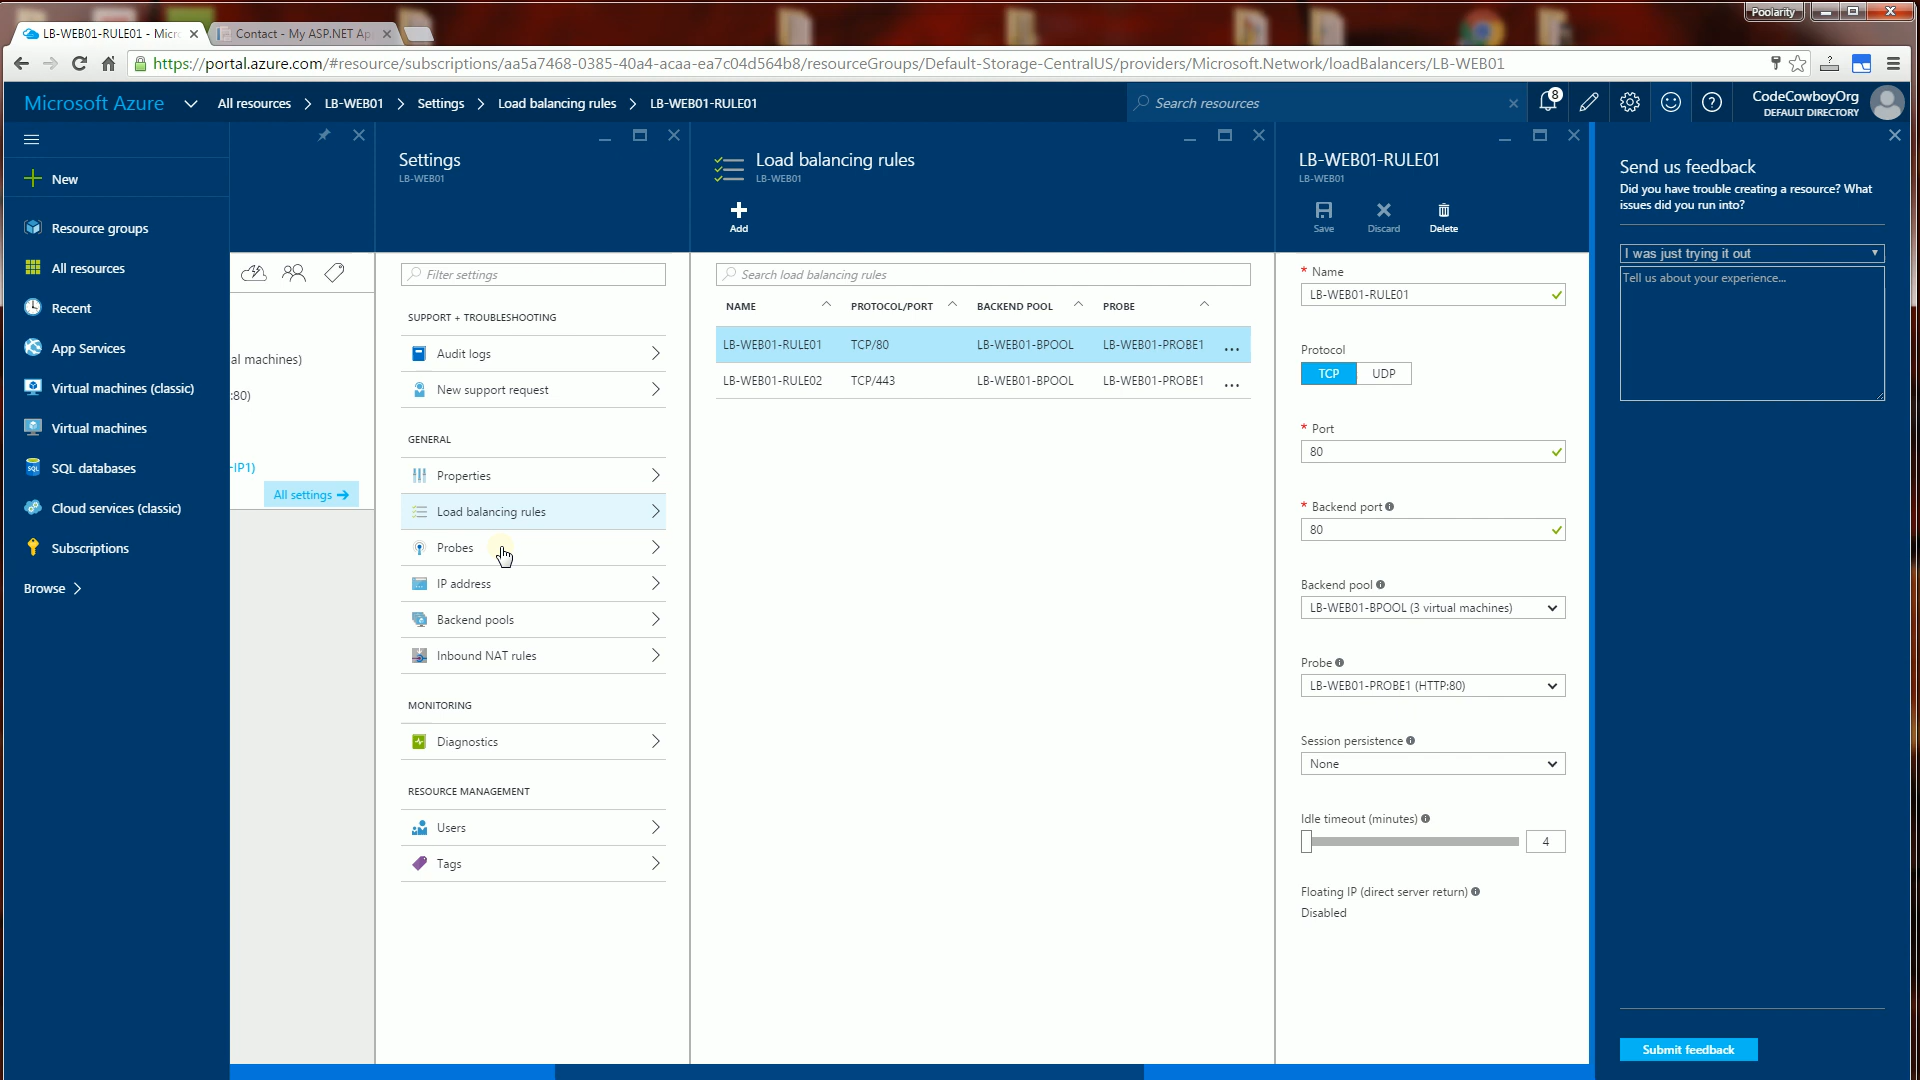 Poolarity
LB-WEB01-RULE01 - Micr
Contact - My ASP.NET Ap
https://portal.azure.com/#resource/subscriptions/aa5a7468-0385-40a4-acaa-ea7c04d564b8/resourceGroups/Default-Storage-CentralUS/providers/Microsoft.Network/loadBalancers/LB-WEB01
Microsoft Azure
All resources > LB-WEB01 > Settings > Load balancing rules > LB-WEB01-RULE01
Search resources
8
CodeCowboyOrg
DEFAULT DIRECTORY
New
Resource groups
All resources
Recent
App Services
Virtual machines (classic)
Virtual machines
SQL databases
Cloud services (classic)
Subscriptions
Browse >
al machines)
:80)
-IP1)
All settings →
Settings
LB-WEB01
Filter settings
SUPPORT + TROUBLESHOOTING
Audit logs
New support request
GENERAL
Properties
Load balancing rules
Probes
IP address
Backend pools
Inbound NAT rules
MONITORING
Diagnostics
RESOURCE MANAGEMENT
Users
Tags
Load balancing rules
LB-WEB01
Add
Search load balancing rules
NAME PROTOCOL/PORT BACKEND POOL PROBE
LB-WEB01-RULE01 TCP/80 LB-WEB01-BPOOL LB-WEB01-PROBE1 ...
LB-WEB01-RULE02 TCP/443 LB-WEB01-BPOOL LB-WEB01-PROBE1 ...
LB-WEB01-RULE01
LB-WEB01
Save Discard Delete
* Name
LB-WEB01-RULE01
Protocol
TCP UDP
* Port
80
* Backend port
80
Backend pool
LB-WEB01-BPOOL (3 virtual machines)
Probe
LB-WEB01-PROBE1 (HTTP:80)
Session persistence
None
Idle timeout (minutes)
4
Floating IP (direct server return)
Disabled
Send us feedback
Did you have trouble creating a resource? What
issues did you run into?
I was just trying it out
Tell us about your experience...
Submit feedback